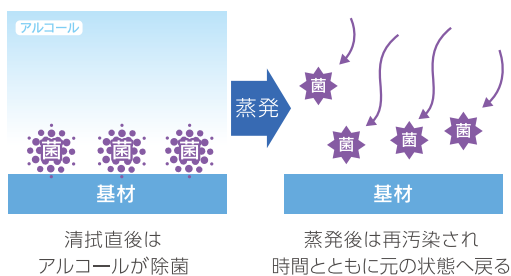 アルコール
菌
菌
菌
基材
清拭直後は
アルコールが除菌
蒸発
菌
菌
菌
菌
基材
蒸発後は再汚染され
時間とともに元の状態へ戻る